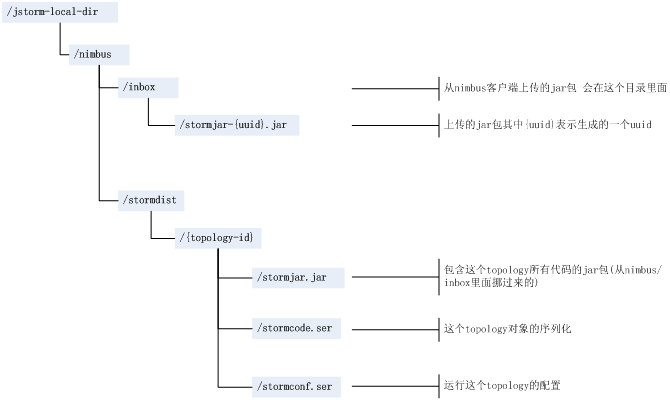 /jstorm-local-dir
/nimbus
/inbox
从nimbus客户端上传的jar包 会在这个目录里面
/stormjar-{uuid}.jar
上传的jar包其中{uuid}表示生成的一个uuid
/stormdist
/{topology-id}
/stormjar.jar
包含这个topology所有代码的jar包(从nimbus/
inbox里面挪过来的)
/stormcode.ser
这个topology对象的序列化
/stormconf.ser
运行这个topology的配置